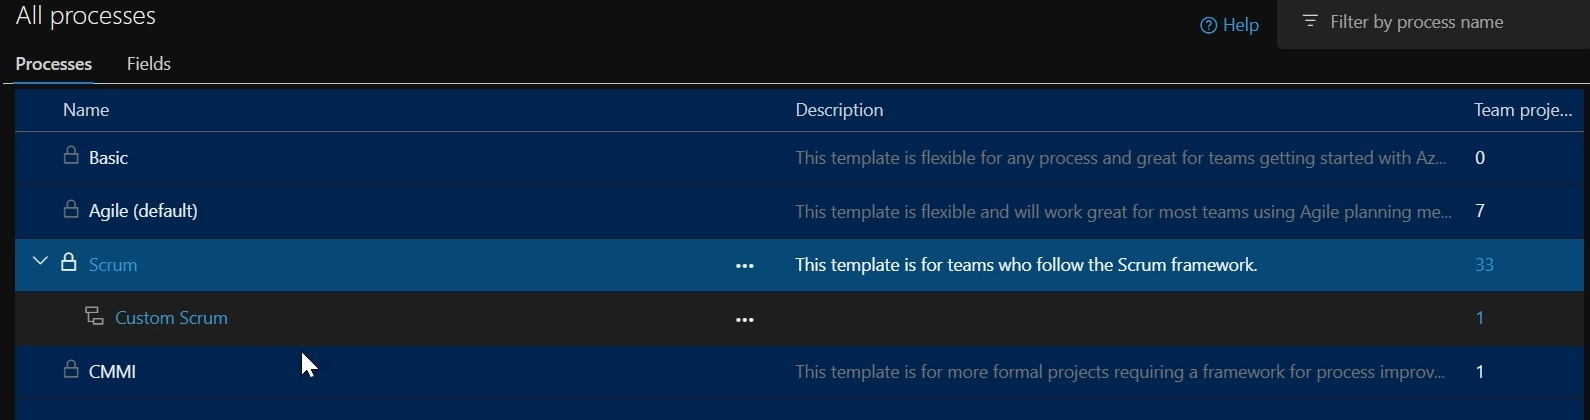 All processes
Help
Filter by process name
Processes Fields
Name Description Team proje...
Basic This template is flexible for any process and great for teams getting started with Az... 0
Agile (default) This template is flexible and will work great for most teams using Agile planning me... 7
Scrum ... This template is for teams who follow the Scrum framework. 33
Custom Scrum ... 1
CMMI This template is for more formal projects requiring a framework for process improv... 1